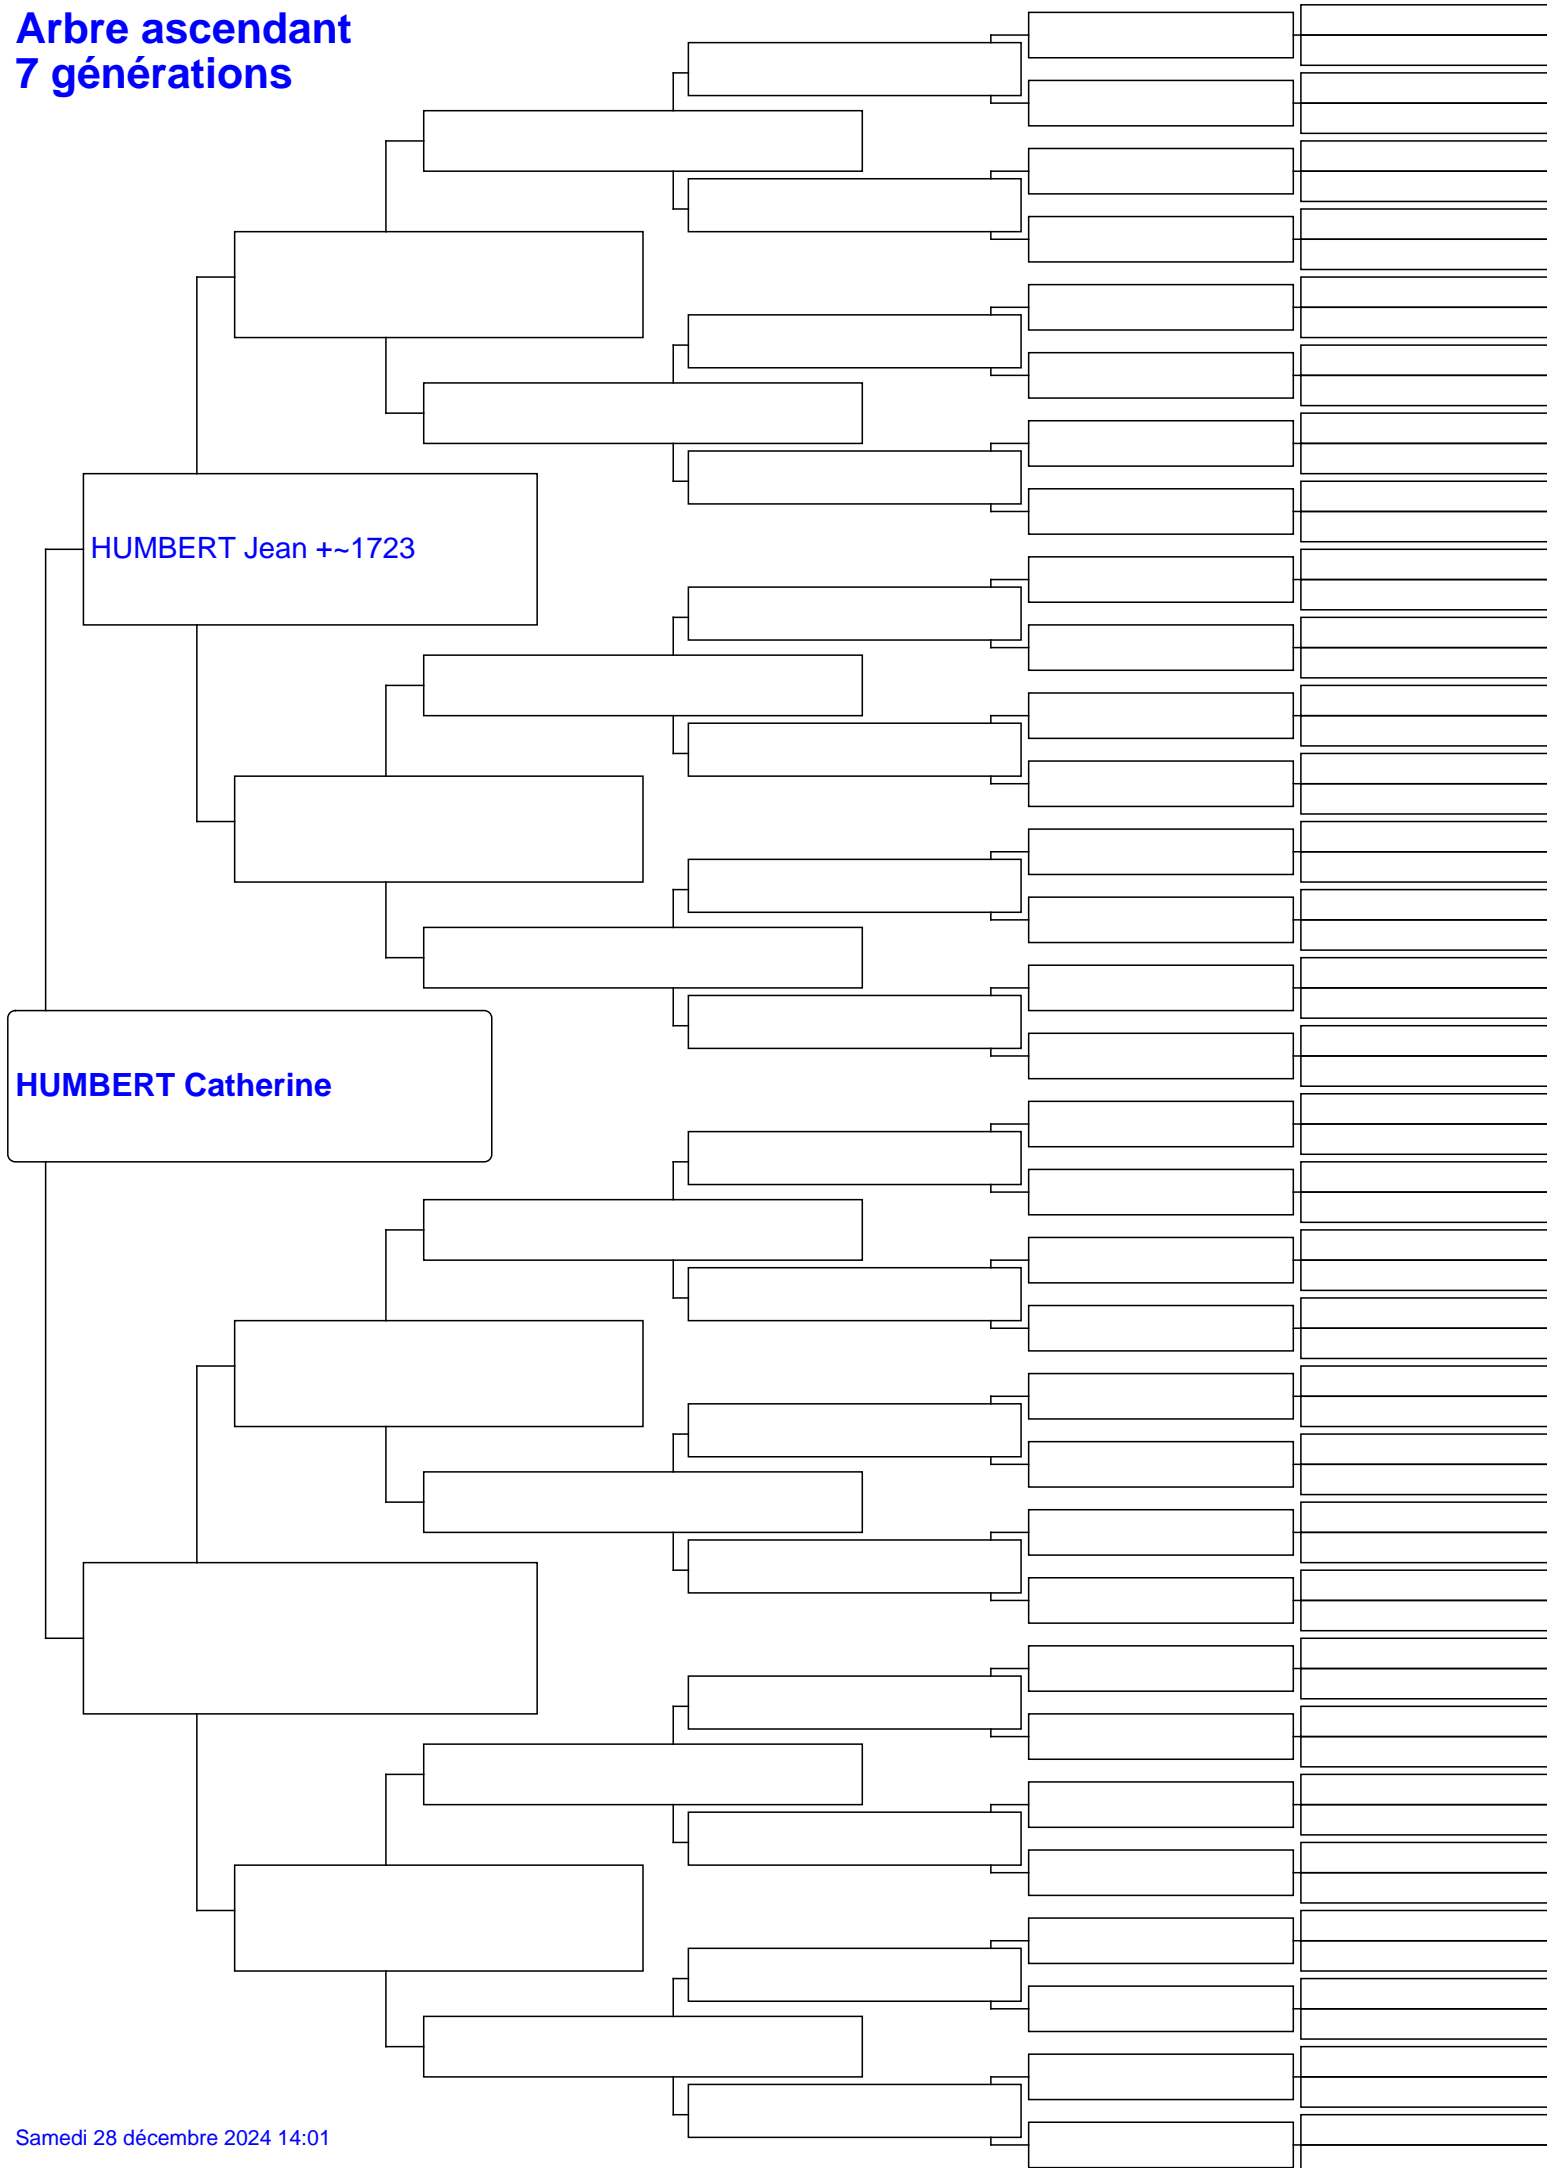 Arbre ascendant
7 générations
HUMBERT Jean +~1723
HUMBERT Catherine
Samedi 28 décembre 2024 14:01